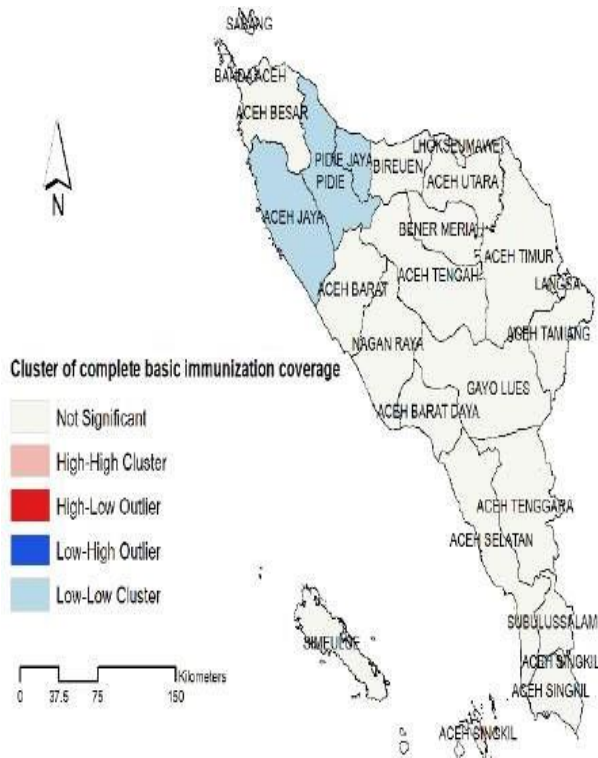 SABANG
BANDA ACEH
ACEH BESAR
PIDIE JAYA
PIDIE
BIREUEN
LHOKSEUMAWE
ACEH UTARA
ACEH JAYA
BENER MERIAH
ACEH TIMUR
ACEH TENGAH
LANGSA
ACEH BARAT
ACEH TAMIANG
NAGAN RAYA
GAYO LUES
ACEH BARAT DAYA
ACEH TENGGARA
ACEH SELATAN
SUBULUSSALAM
SIMEULUE
ACEH SINGKIL
ACEH SINGKIL
ACEH SINGKIL
N
Cluster of complete basic immunization coverage
Not Significant
High-High Cluster
High-Low Outlier
Low-High Outlier
Low-Low Cluster
Kilometers
0 37.5 75 150